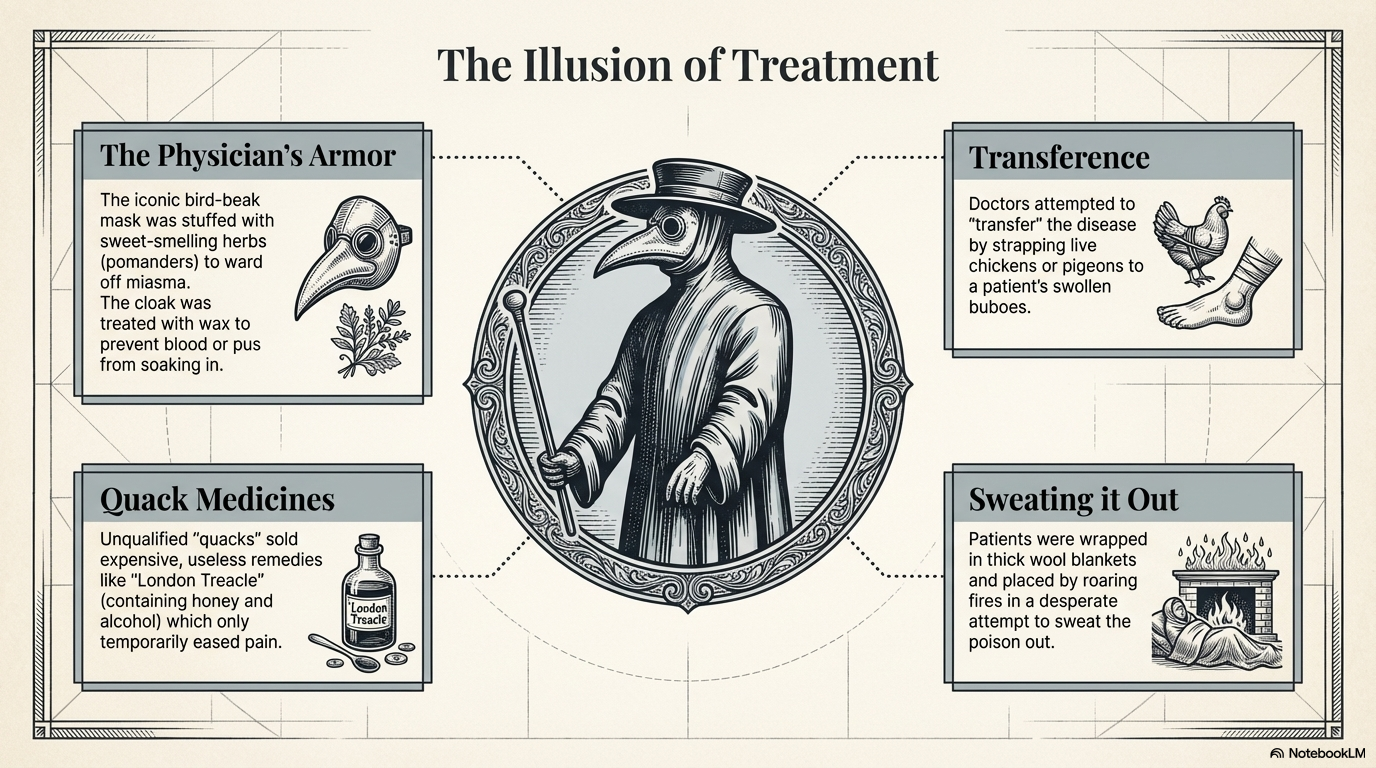 The Illusion of Treatment
The Physician's Armor
The iconic bird-beak
mask was stuffed with
sweet-smelling herbs
(pomanders) to ward
off miasma.
The cloak was
treated with wax to
prevent blood or pus
from soaking in.
Transference
Doctors attempted to
"transfer" the disease
by strapping live
chickens or pigeons to
a patient's swollen
buboes.
Quack Medicines
Unqualified "quacks" sold
expensive, useless remedies
like "London Treacle"
(containing honey and
alcohol) which only
temporarily eased pain.
'London
Trsacle
Sweating it Out
Patients were wrapped
in thick wool blankets
and placed by roaring
fires in a desperate
attempt to sweat the
poison out.
NotebookLM